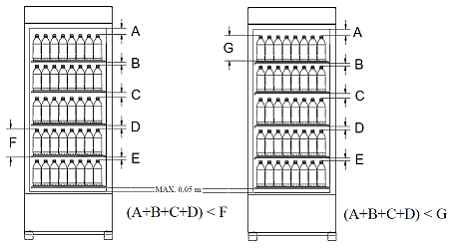 A
B
C
D
E
F
MAX. 0,05 m
(A+B+C+D) < F
G
A
B
C
D
E
(A+B+C+D) < G